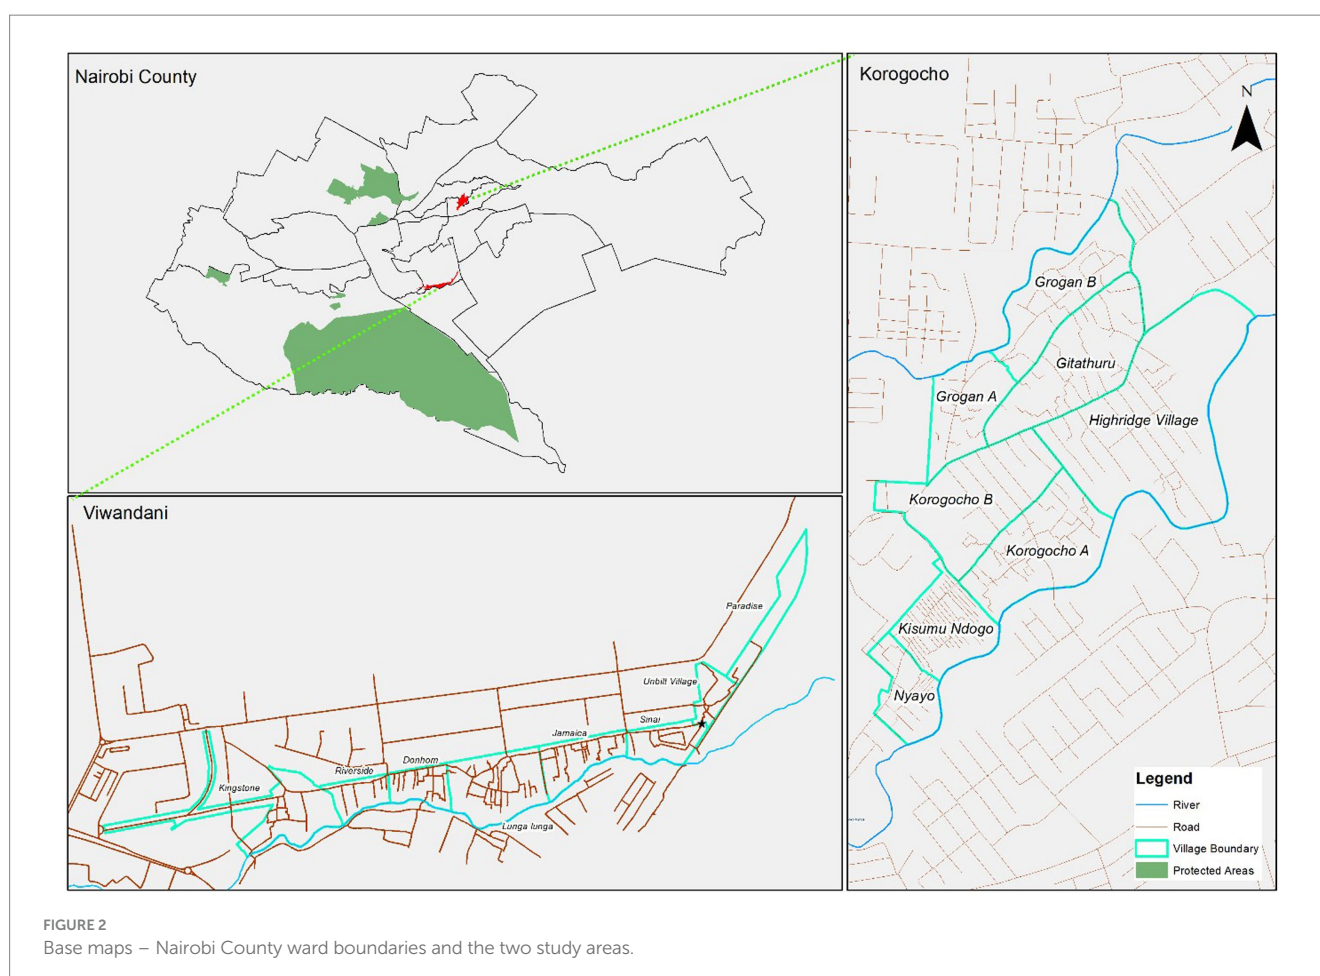 Nairobi County
Korogocho
N
Grogan B
Gitathuru
Grogan A
Highridge Village
Korogocho B
Korogocho A
Kisumu Ndogo
Nyayo
Legend
River
Road
Village Boundary
Protected Areas
Viwandani
Paradise
Unbilt Village
Sinai
Jamaica
Donhom
Riverside
Kingstone
Lunga lunga
FIGURE 2
Base maps – Nairobi County ward boundaries and the two study areas.